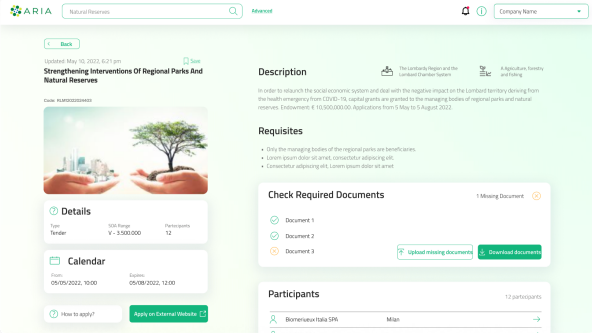 ARIA
Natural Reserves
Advanced
Company Name
Back
Updated: May 10, 2022, 6:21 pm
Save
Strengthening Interventions Of Regional Parks And
Natural Reserves
Code: RLM12022026423
Details
Type
SOA Range
Participants
Tender
V - 3.500.000
12
Calendar
From:
Expires:
05/05/2022, 10:00
05/08/2022, 12:00
How to apply?
Apply on External Website
Description
The Lombardy Region and the
Lombard Chamber System
A Agriculture, forestry
and fishing
In order to relaunch the social economic system and deal with the negative impact on the Lombard territory deriving from
the health emergency from COVID-19, capital grants are granted to the managing bodies of regional parks and natural
reserves. Endowment: € 10,500,000.00. Applications from 5 May to 5 August 2022.
Requisites
Only the managing bodies of the regional parks are beneficiaries.
Lorem ipsum dolor sit amet, consectetur adipiscing elit.
Consectetur adipiscing elit, Lorem ipsum dolor sit amet
Check Required Documents
1 Missing Document
Document 1
Document 2
Document 3
Upload missing documents
Download documents
Participants
12 participants
Biomerieux Italia SPA
Milan